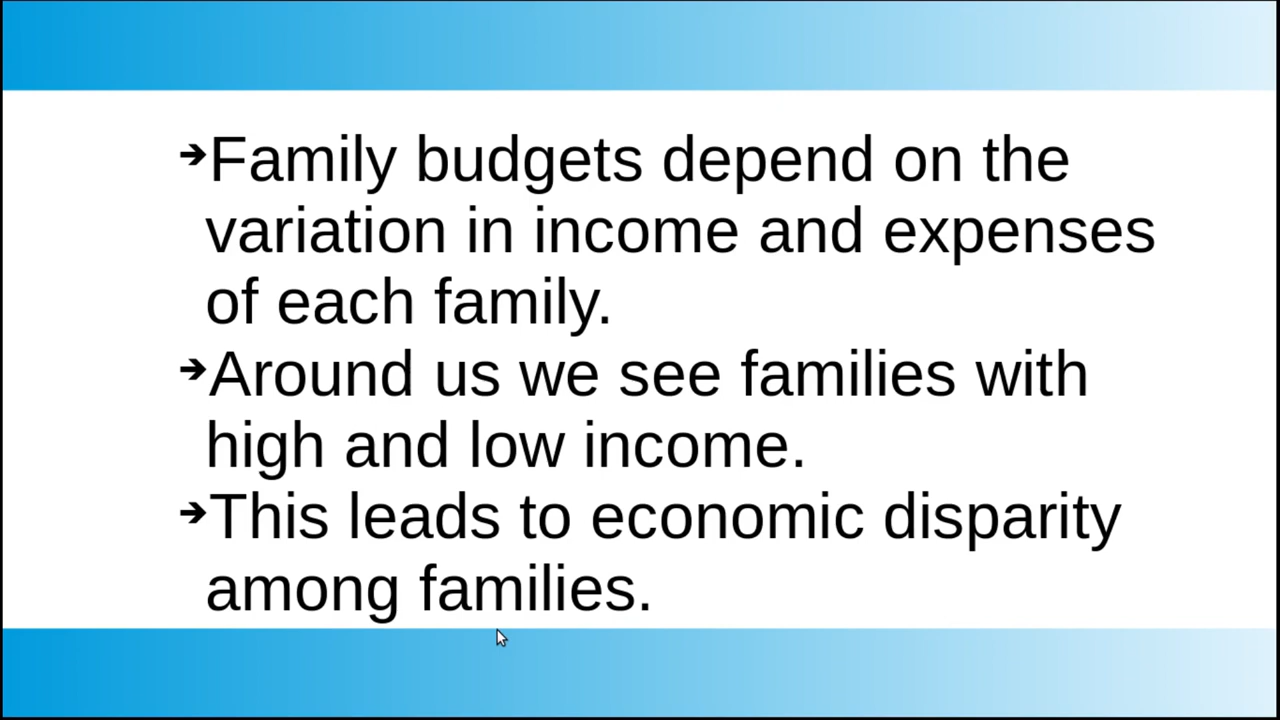 ➔Family budgets depend on the
variation in income and expenses
of each family.
➔Around us we see families with
high and low income.
➔This leads to economic disparity
among families.